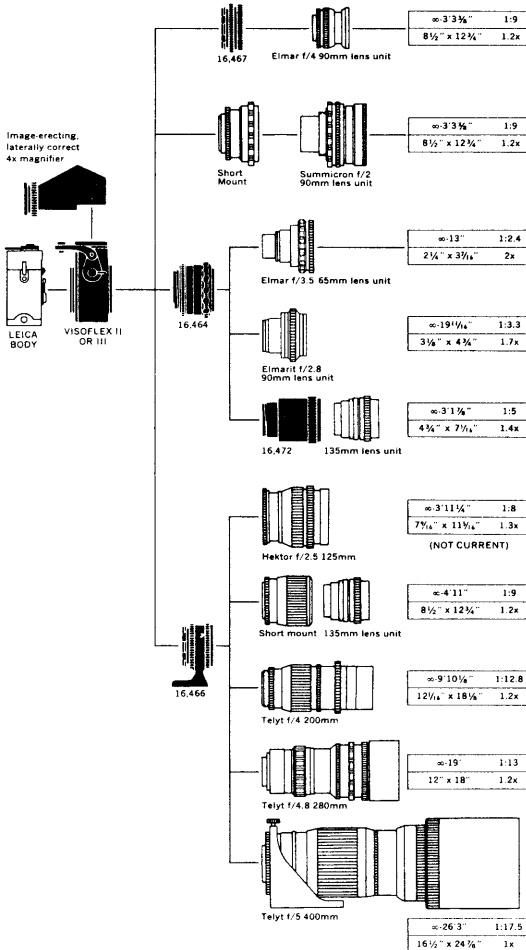 ∞-3'3⅜" 1:9
8½" x 12¾" 1.2x
16,467
Elmar f/4 90mm lens unit
Image-erecting,
laterally correct
4x magnifier
∞-3'3⅜" 1:9
8½" x 12¾" 1.2x
Short
Mount
Summicron f/2
90mm lens unit
LEICA
BODY
VISOFLEX II
OR III
16,464
∞-13" 1:2.4
2¼" x 3⁷⁄₁₆" 2x
Elmar f/3.5 65mm lens unit
∞-19¹¹⁄₁₆" 1:3.3
3⅛" x 4¾" 1.7x
Elmarit f/2.8
90mm lens unit
∞-3'1⅞" 1:5
4¾" x 7¹⁄₁₆" 1.4x
16,472
135mm lens unit
∞-3'11¼" 1:8
1.3x
(NOT CURRENT)
Hektor f/2.5 125mm
∞-4'11" 1:9
8½" x 12¾" 1.2x
Short mount
135mm lens unit
16,466
∞-9'10⅛" 1:12.8
12¹⁄₁₆" x 18⅛" 1.2x
Telyt f/4 200mm
∞-19' 1:13
12" x 18" 1.2x
Telyt f/4.8 280mm
Telyt f/5 400mm
∞-26'3" 1:17.5
16½" x 24⅞" 1x